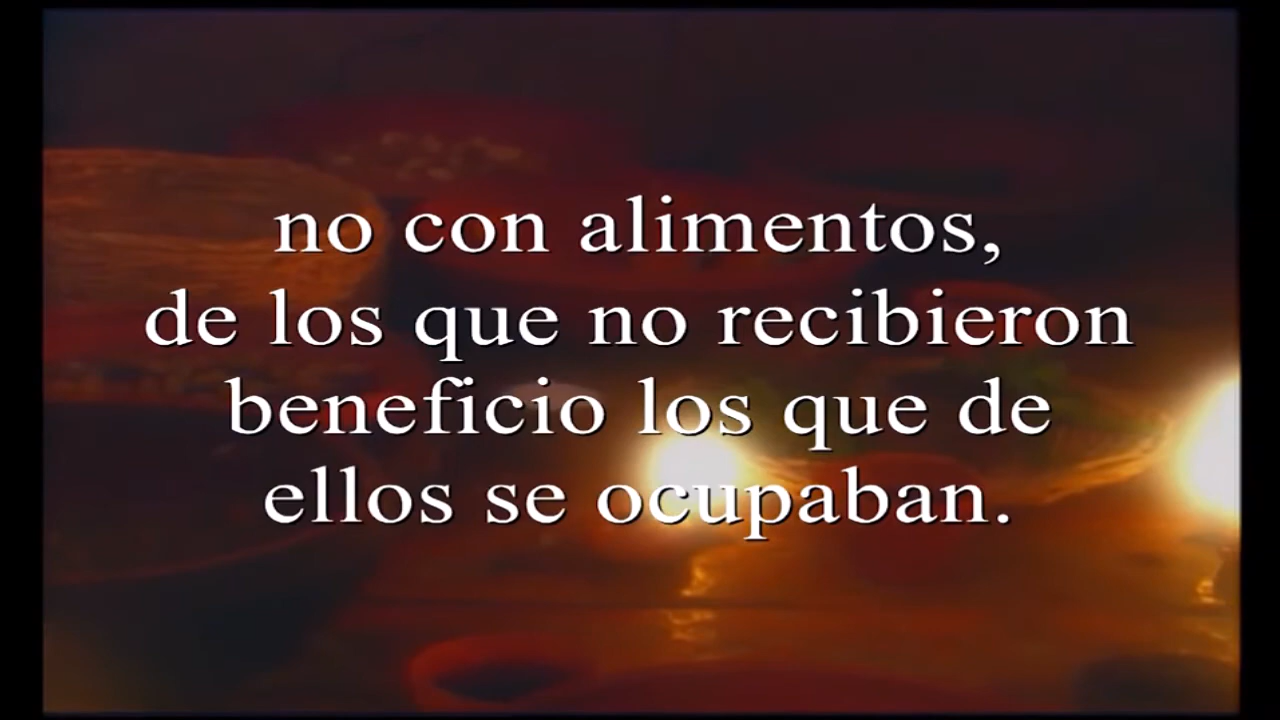 no con alimentos,
de los que no recibieron
beneficio los que de
ellos se ocupaban.